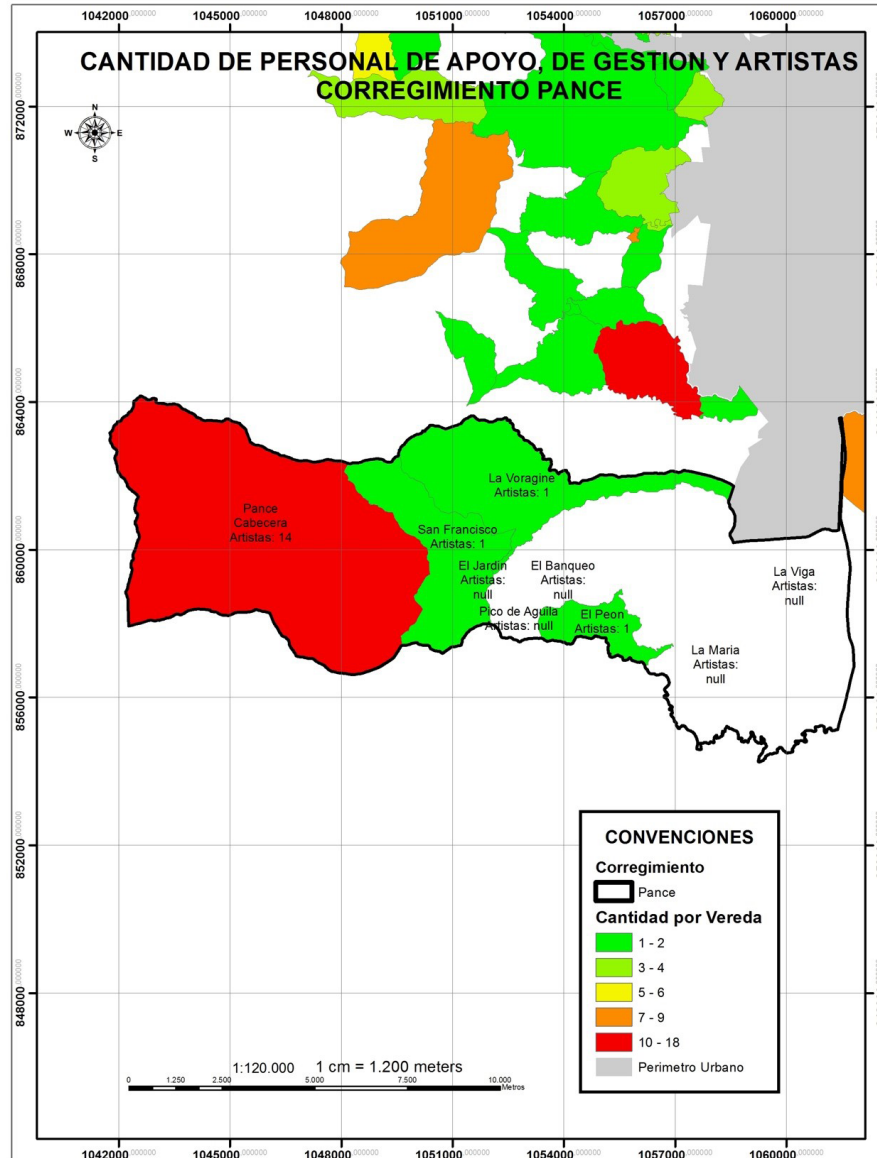 1042000.000000 1045000.000000 1048000.000000 1051000.000000 1054000.000000 1057000.000000 1060000.000000
CANTIDAD DE PERSONAL DE APOYO, DE GESTION Y ARTISTAS
CORREGIMIENTO PANCE
N
W E
S
872000.000000
868000.000000
864000.000000
860000.000000
856000.000000
852000.000000
848000.000000
La Voragine
Artistas: 1
Pance
Cabecera
Artistas: 14
San Francisco
Artistas: 1
El Jardin
Artistas:
null
El Banqueo
Artistas:
null
Pico de Aguila
Artistas: null
El Peon
Artistas: 1
La Viga
Artistas:
null
La Maria
Artistas:
null
CONVENCIONES
Corregimiento
Pance
Cantidad por Vereda
1 - 2
3 - 4
5 - 6
7 - 9
10 - 18
Perimetro Urbano
1:120.000 1 cm = 1.200 meters
0 1.250 2.500 5.000 7.500 10.000
Metros
1042000.000000 1045000.000000 1048000.000000 1051000.000000 1054000.000000 1057000.000000 1060000.000000